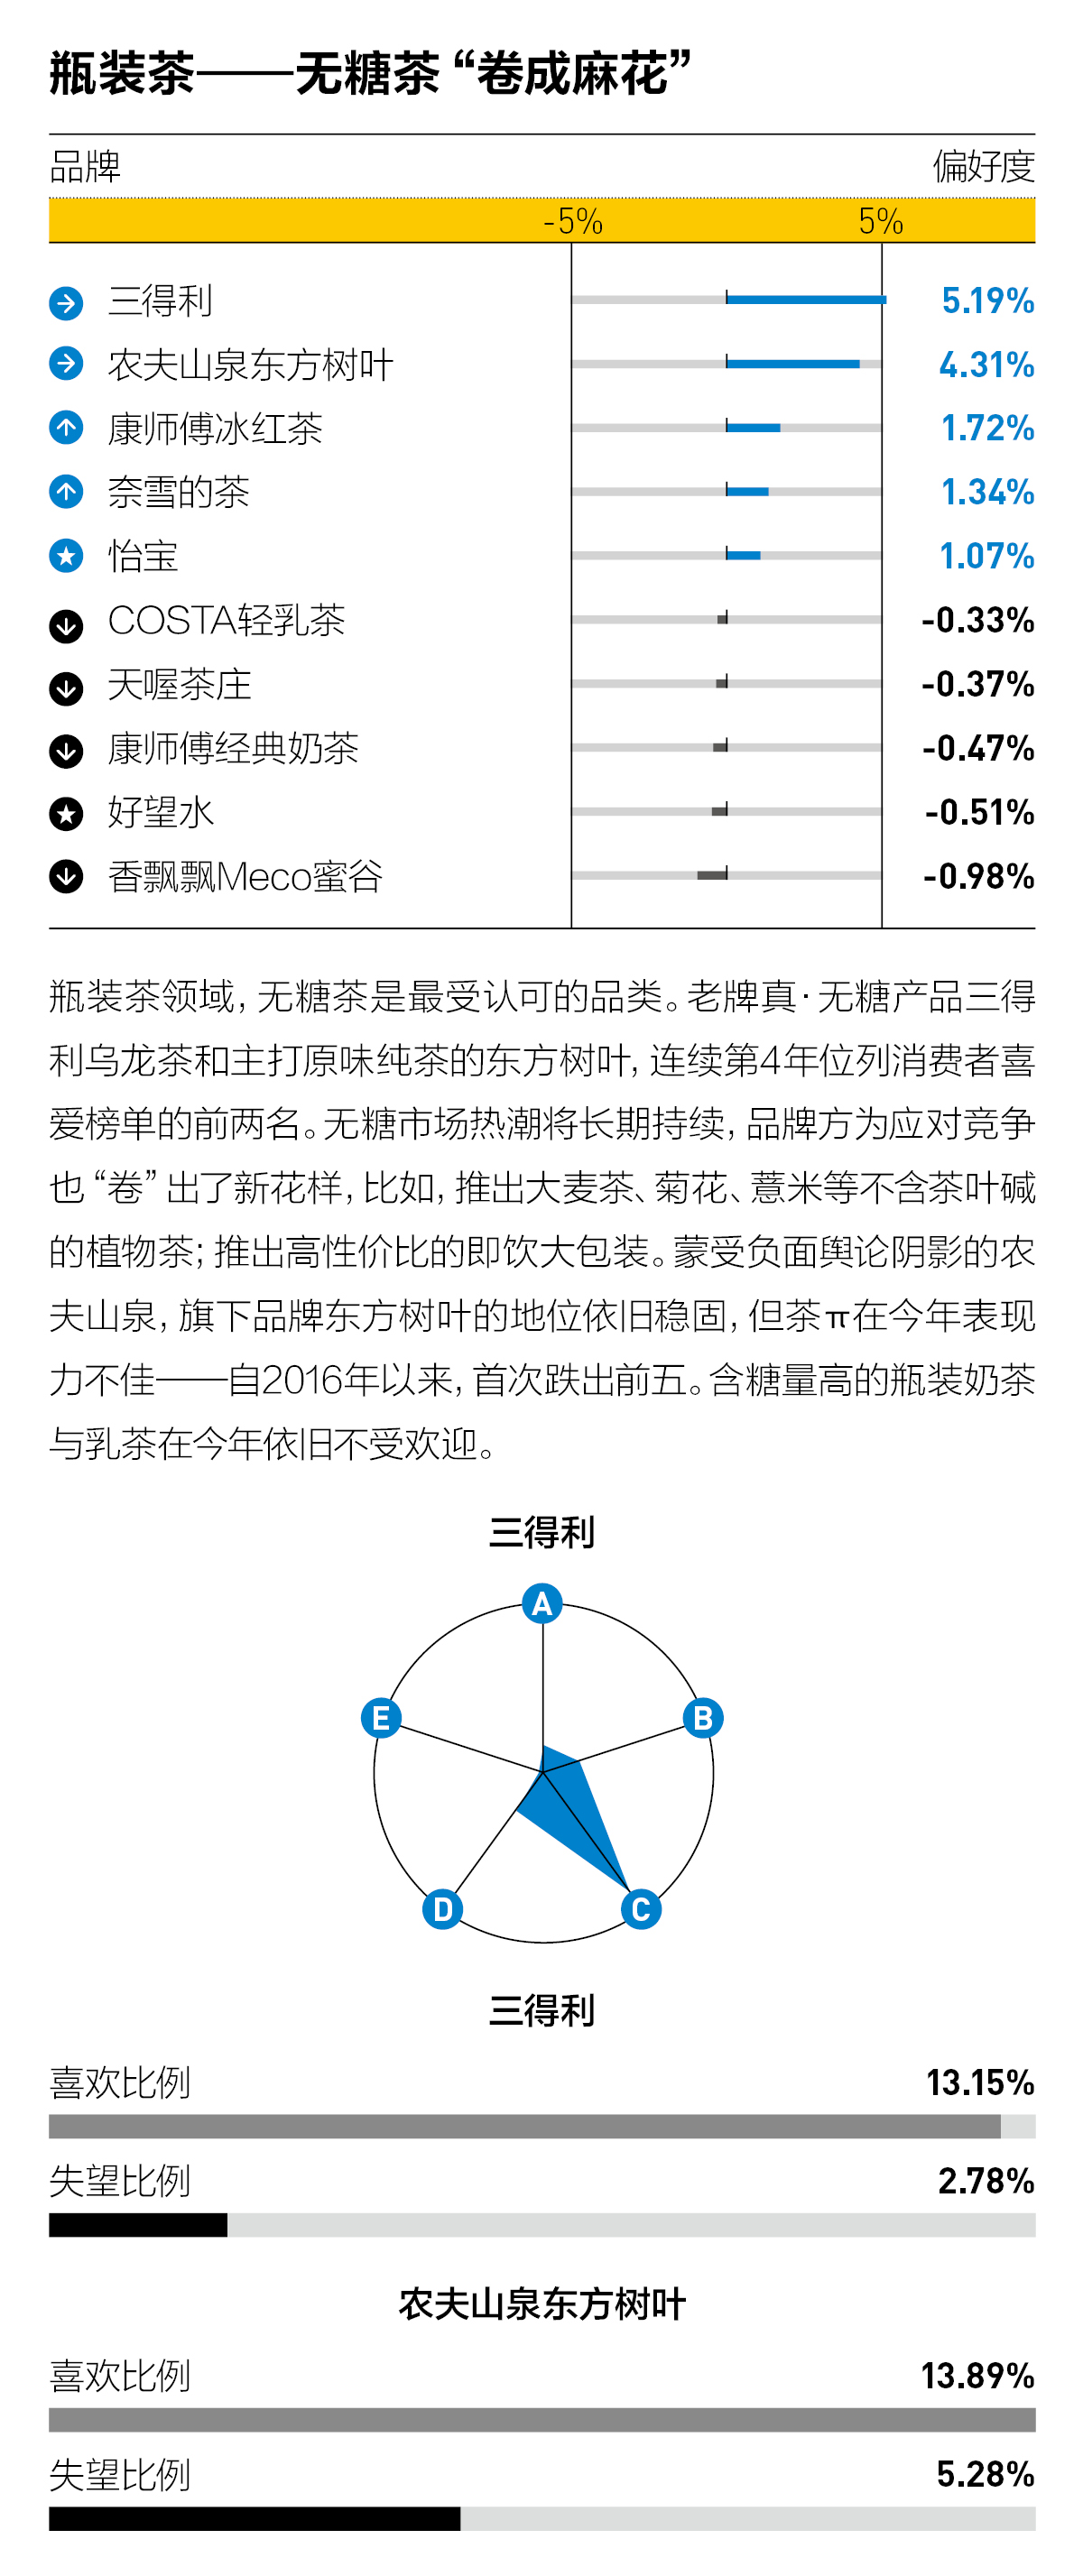 瓶装茶——无糖茶“卷成麻花”
品牌 偏好度
-5% 5%
三得利 5.19%
农夫山泉东方树叶 4.31%
康师傅冰红茶 1.72%
奈雪的茶 1.34%
怡宝 1.07%
COSTA轻乳茶 -0.33%
天喔茶庄 -0.37%
康师傅经典奶茶 -0.47%
好望水 -0.51%
香飘飘Meco蜜谷 -0.98%
瓶装茶领域，无糖茶是最受认可的品类。老牌真·无糖产品三得
利乌龙茶和主打原味纯茶的东方树叶，连续第4年位列消费者喜
爱榜单的前两名。无糖市场热潮将长期持续，品牌方为应对竞争
也“卷”出了新花样，比如，推出大麦茶、菊花、薏米等不含茶叶碱
的植物茶；推出高性价比的即饮大包装。蒙受负面舆论阴影的农
夫山泉，旗下品牌东方树叶的地位依旧稳固，但茶π在今年表现
力不佳——自2016年以来，首次跌出前五。含糖量高的瓶装奶茶
与乳茶在今年依旧不受欢迎。
三得利
A
B
C
D
E
三得利
喜欢比例 13.15%
失望比例 2.78%
农夫山泉东方树叶
喜欢比例 13.89%
失望比例 5.28%